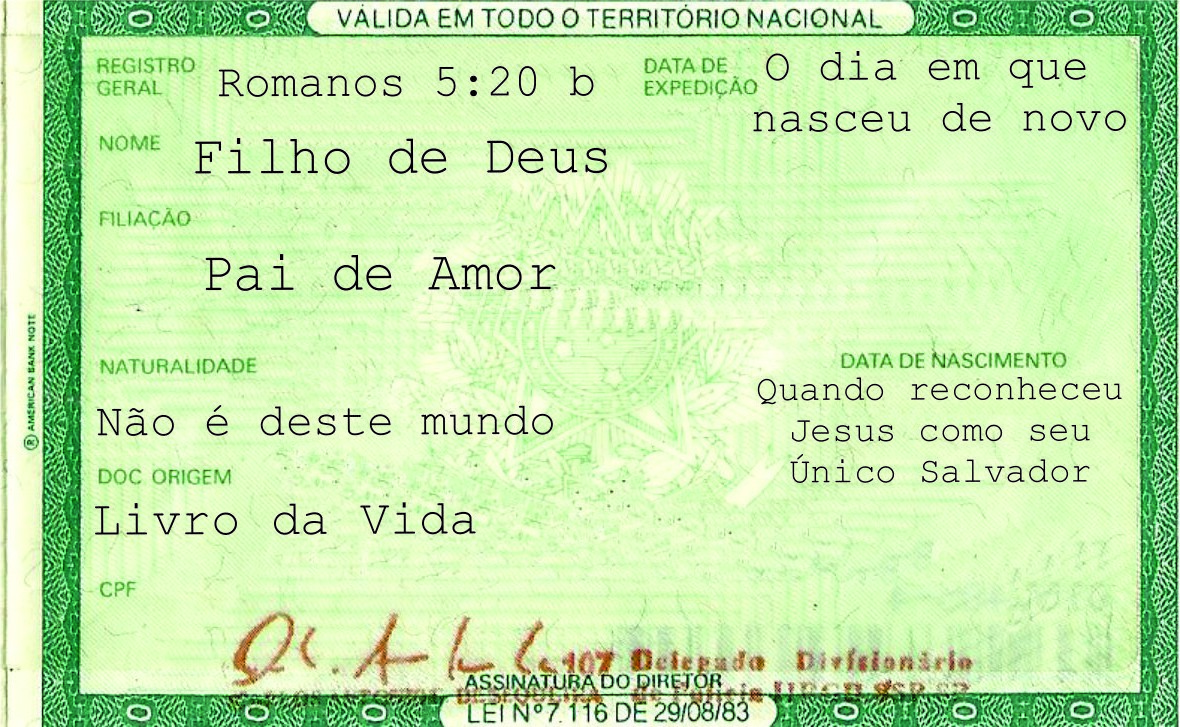 VÁLIDA EM TODO O TERRITÓRIO NACIONAL
REGISTRO GERAL Romanos 5:20 b
DATA DE EXPEDIÇÃO O dia em que
nasceu de novo
NOME Filho de Deus
FILIAÇÃO
Pai de Amor
NATURALIDADE
Não é deste mundo
DATA DE NASCIMENTO
Quando reconheceu
Jesus como seu
Único Salvador
DOC ORIGEM
Livro da Vida
CPF
107 Delegado Divisionário
ASSINATURA DO DIRETOR
de Polícia
LEI Nº 7.116 DE 29/08/83
® AMERICAN BANK NOTE